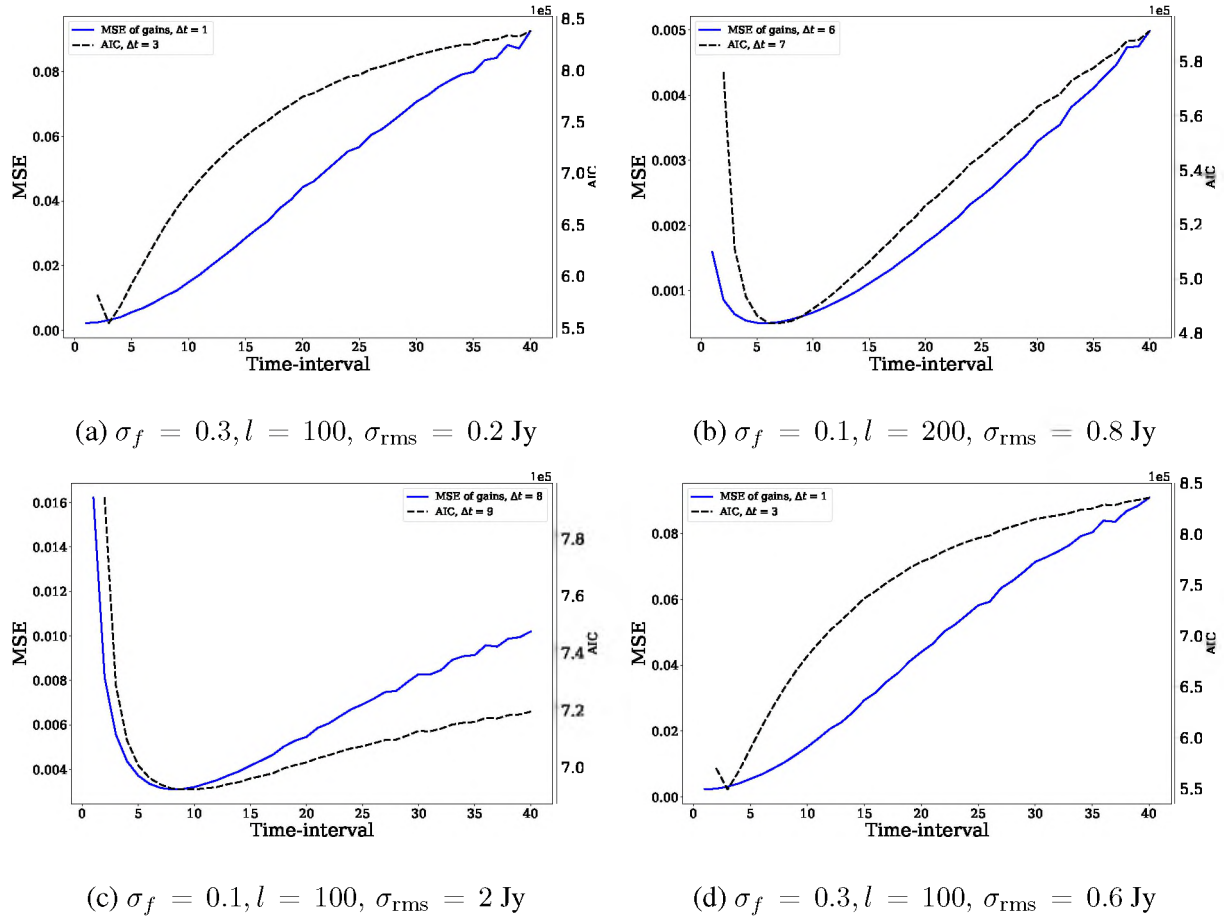 1e5
MSE of gains, Δt = 1
AIC, Δt = 3
0.08
0.06
0.04
0.02
0.00
MSE
8.5
8.0
7.5
7.0
6.5
6.0
5.5
AIC
0 5 10 15 20 25 30 35 40
Time-interval
(a) σ_f = 0.3, l = 100, σ_rms = 0.2 Jy
1e5
MSE of gains, Δt = 6
AIC, Δt = 7
0.005
0.004
0.003
0.002
0.001
MSE
5.8
5.6
5.4
5.2
5.0
4.8
AIC
0 5 10 15 20 25 30 35 40
Time-interval
(b) σ_f = 0.1, l = 200, σ_rms = 0.8 Jy
1e5
MSE of gains, Δt = 8
AIC, Δt = 9
0.016
0.014
0.012
0.010
0.008
0.006
0.004
MSE
7.8
7.6
7.4
7.2
7.0
AIC
0 5 10 15 20 25 30 35 40
Time-interval
(c) σ_f = 0.1, l = 100, σ_rms = 2 Jy
1e5
MSE of gains, Δt = 1
AIC, Δt = 3
0.08
0.06
0.04
0.02
0.00
MSE
8.5
8.0
7.5
7.0
6.5
6.0
5.5
AIC
0 5 10 15 20 25 30 35 40
Time-interval
(d) σ_f = 0.3, l = 100, σ_rms = 0.6 Jy